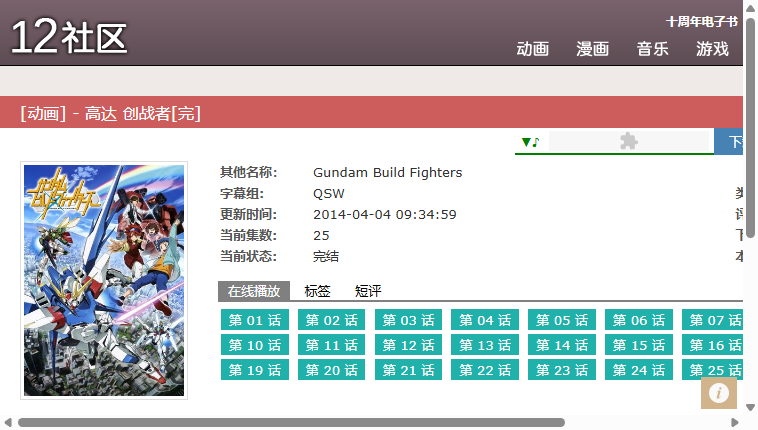 12社区
十周年电子书
动画 漫画 音乐 游戏
[动画] - 高达 创战者[完]
▼♪
其他名称: Gundam Build Fighters
字幕组: QSW
更新时间: 2014-04-04 09:34:59
当前集数: 25
当前状态: 完结
在线播放 标签 短评
第 01 话 第 02 话 第 03 话 第 04 话 第 05 话 第 06 话 第 07 话
第 10 话 第 11 话 第 12 话 第 13 话 第 14 话 第 15 话 第 16 话
第 19 话 第 20 话 第 21 话 第 22 话 第 23 话 第 24 话 第 25 话